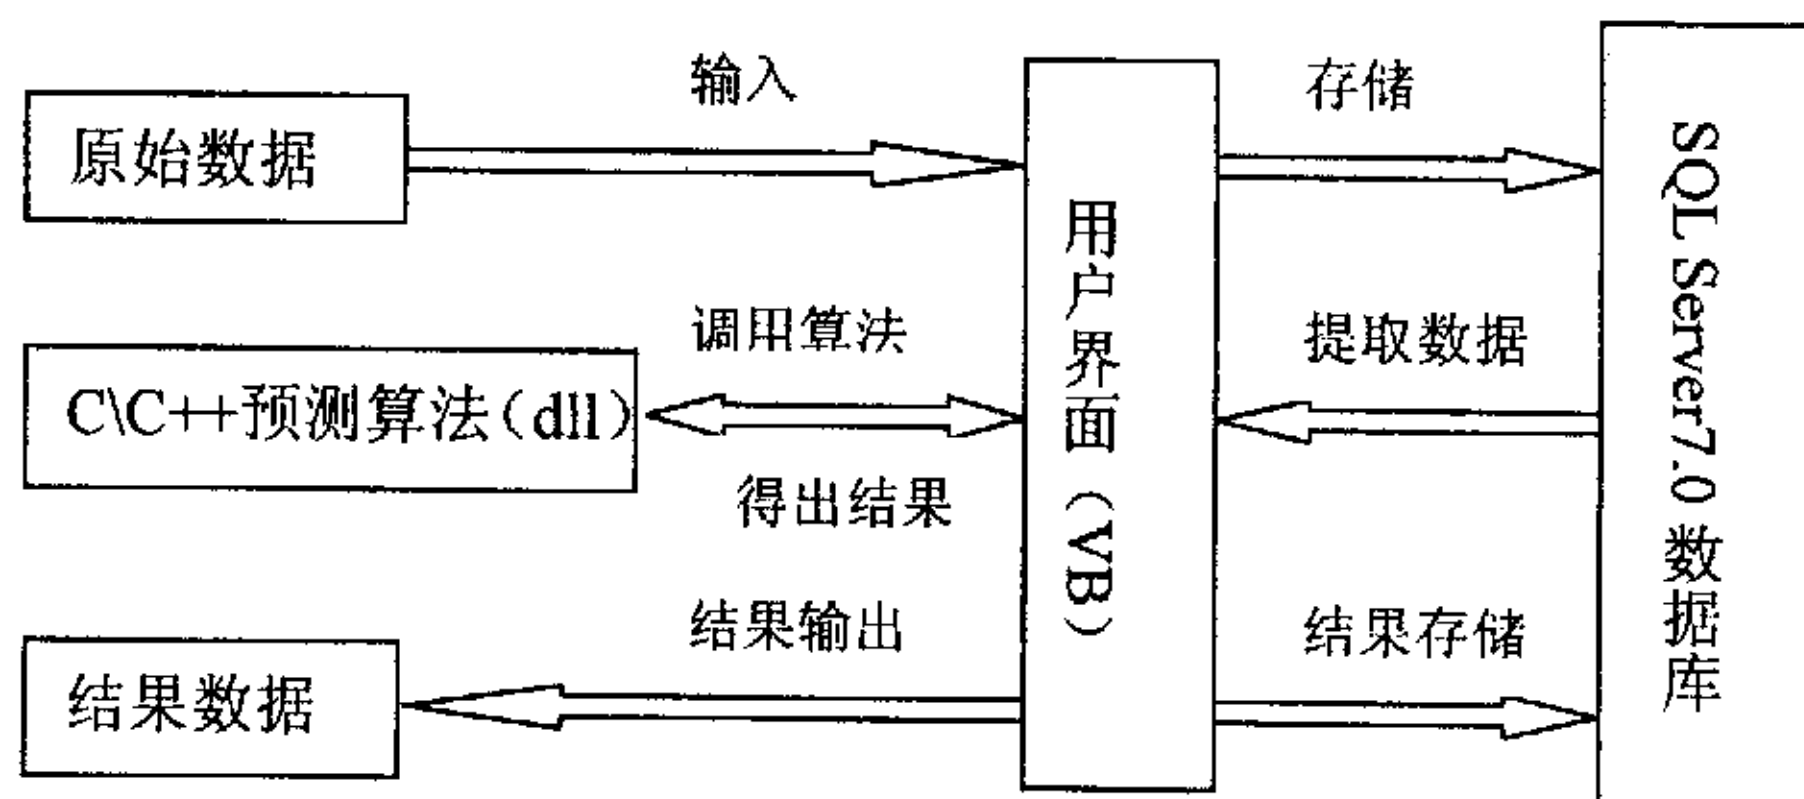 输入
存储
原始数据
调用算法
提取数据
C\C++预测算法(dll)
得出结果
用户界面(VB)
SQL Server7.0 数据库
结果输出
结果存储
结果数据